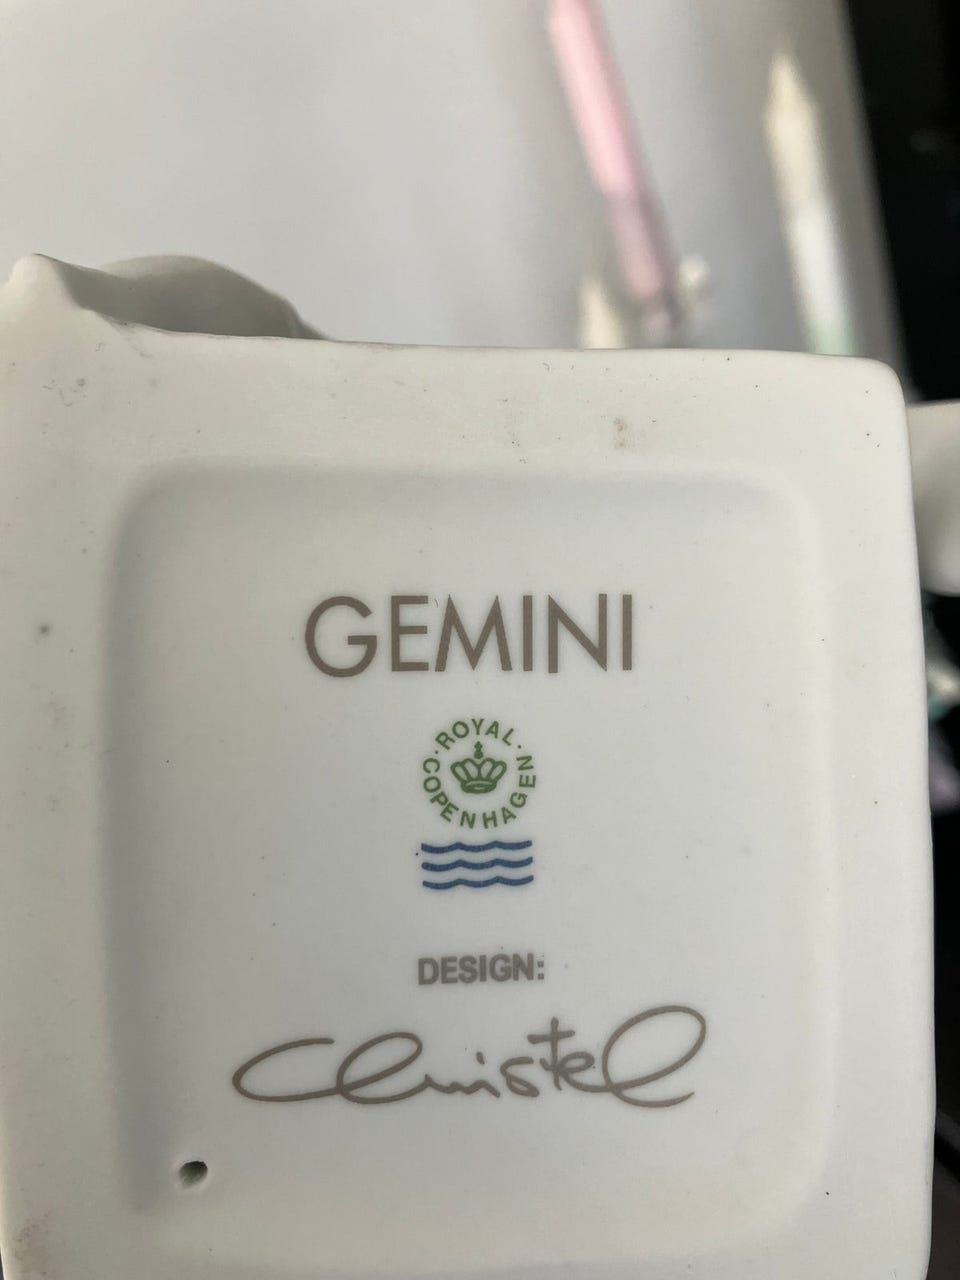 GEMINI
ROYAL
COPENHAGEN
DESIGN:
Christel